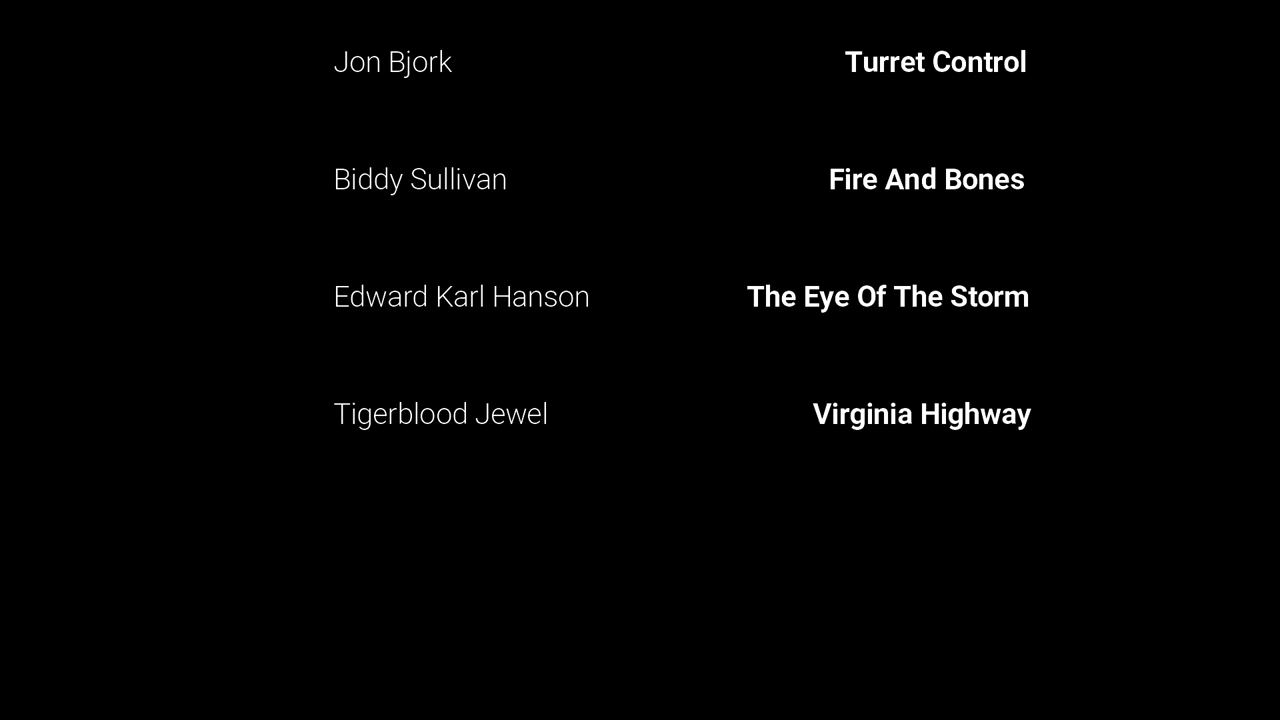 Jon Bjork Turret Control
Biddy Sullivan Fire And Bones
Edward Karl Hanson The Eye Of The Storm
Tigerblood Jewel Virginia Highway